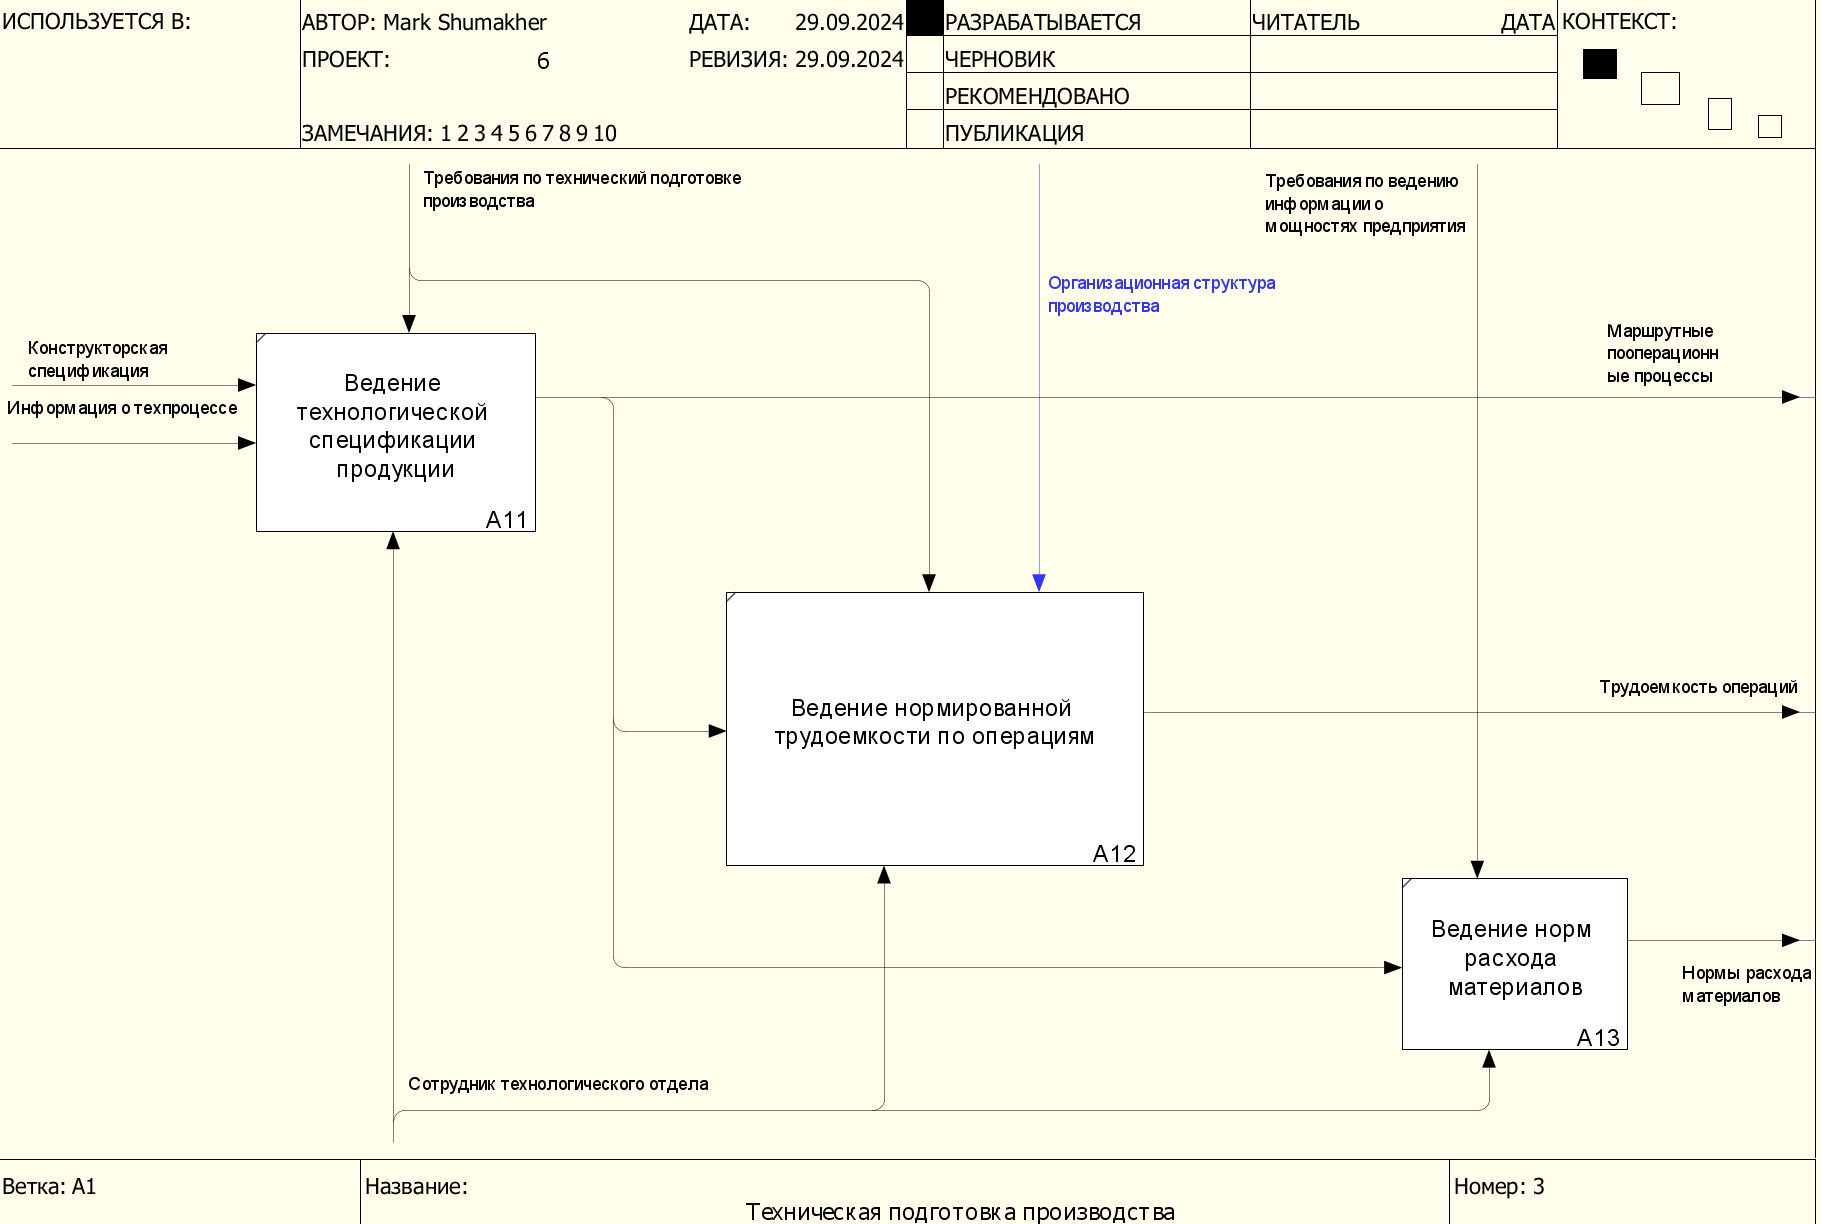 ИСПОЛЬЗУЕТСЯ В:
АВТОР: Mark Shumakher
ДАТА: 29.09.2024
ПРОЕКТ: 6
РЕВИЗИЯ: 29.09.2024
ЗАМЕЧАНИЯ: 1 2 3 4 5 6 7 8 9 10
РАЗРАБАТЫВАЕТСЯ
ЧЕРНОВИК
РЕКОМЕНДОВАНО
ПУБЛИКАЦИЯ
ЧИТАТЕЛЬ ДАТА
КОНТЕКСТ:
Требования по технический подготовке
производства
Требования по ведению
информации о
мощностях предприятия
Организационная структура
производства
Конструкторская
спецификация
Информация о техпроцессе
Ведение
технологической
спецификации
продукции
A11
Маршрутные
пооперационн
ые процессы
Ведение нормированной
трудоемкости по операциям
A12
Трудоемкость операций
Ведение норм
расхода
материалов
A13
Нормы расхода
материалов
Сотрудник технологического отдела
Ветка: A1
Название:
Техническая подготовка производства
Номер: 3